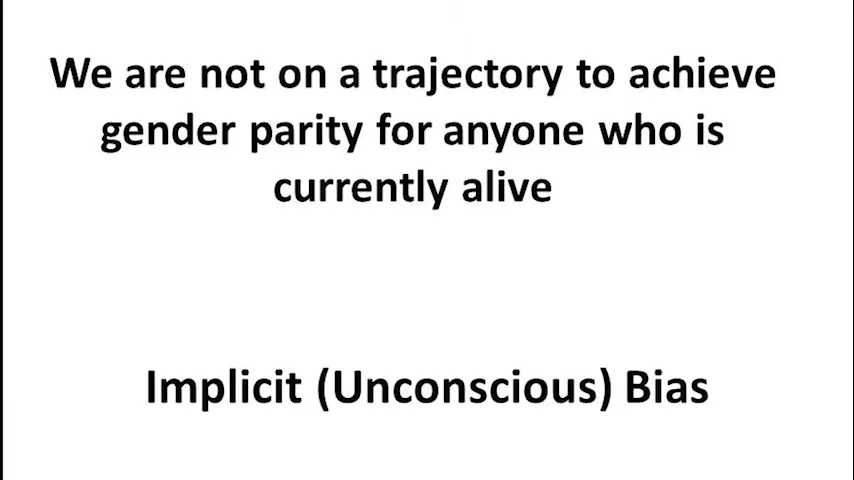 We are not on a trajectory to achieve
gender parity for anyone who is
currently alive
Implicit (Unconscious) Bias